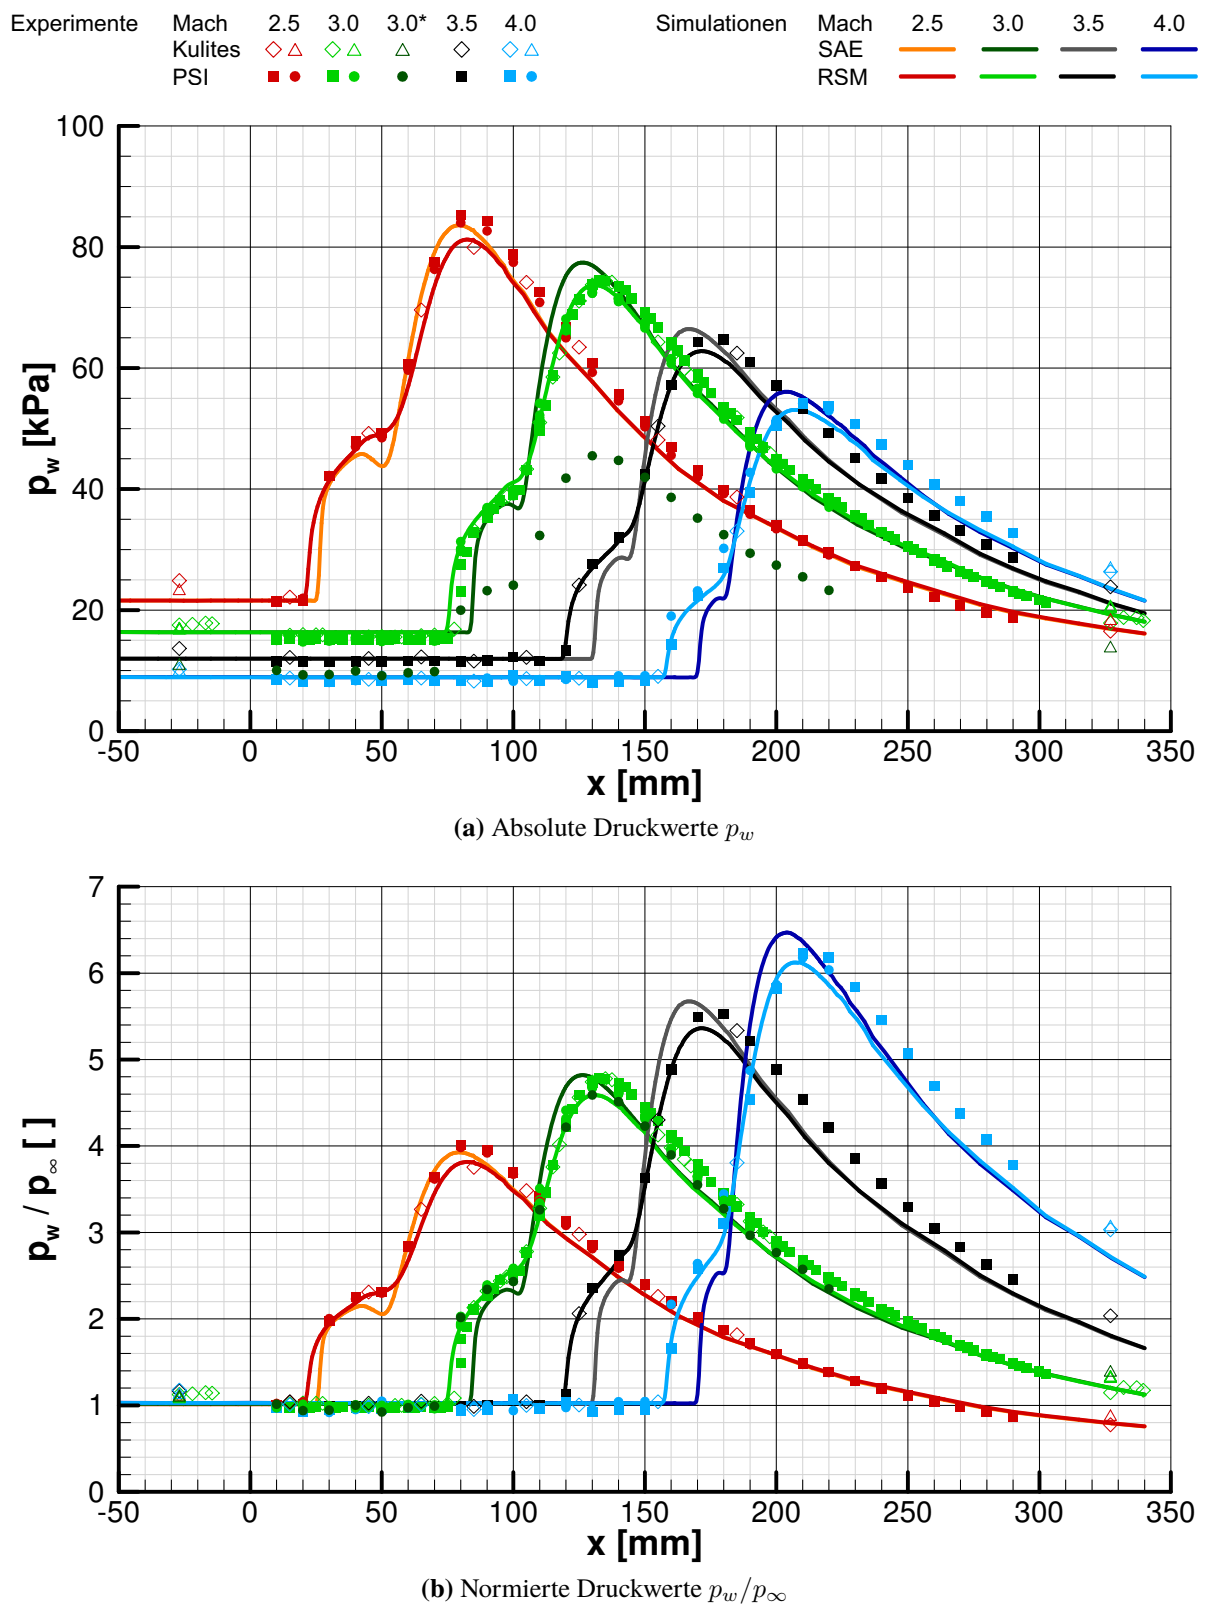 Experimente Mach 2.5 3.0 3.0* 3.5 4.0 Simulationen Mach 2.5 3.0 3.5 4.0
Kulites SAE
PSI RSM
100
80
60
40
20
0
p_w [kPa]
-50 0 50 100 150 200 250 300 350
x [mm]
(a) Absolute Druckwerte p_w
7
6
5
4
3
2
1
0
p_w / p_∞ [ ]
-50 0 50 100 150 200 250 300 350
x [mm]
(b) Normierte Druckwerte p_w/p_∞